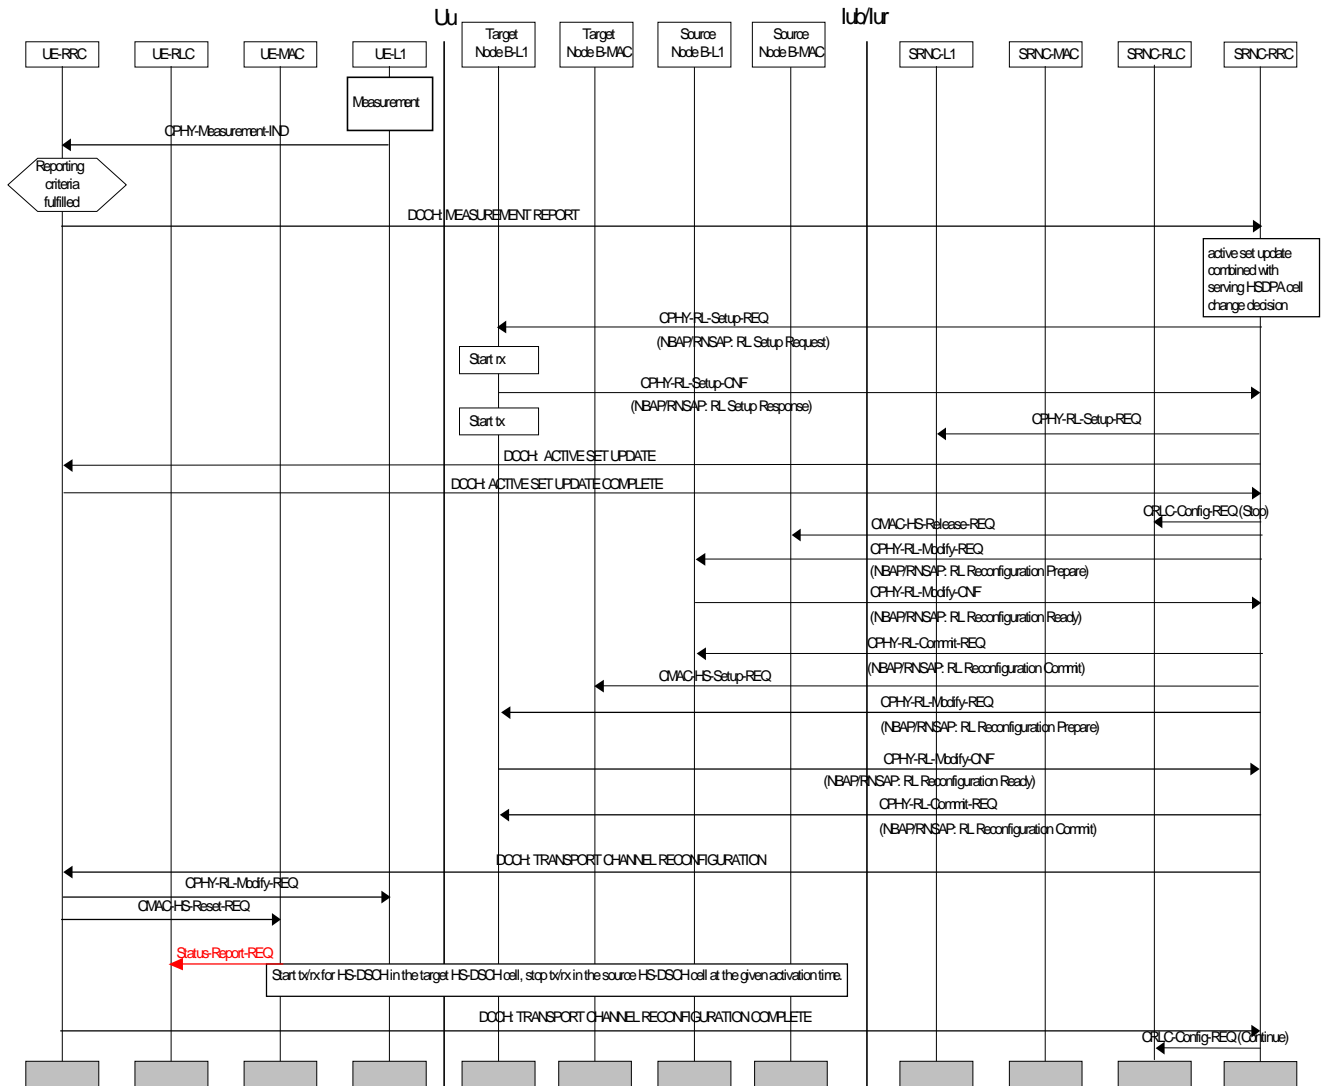 Uu
Iub/Iur
UE-RRC
UE-RLC
UE-MAC
UE-L1
Target
Node B-L1
Target
Node B-MAC
Source
Node B-L1
Source
Node B-MAC
SRNC-L1
SRNC-MAC
SRNC-RLC
SRNC-RRC
Measurement
CPHY-Measurement-IND
Reporting
criteria
fulfilled
DCCH: MEASUREMENT REPORT
active set update
combined with
serving HSDPA cell
change decision
CPHY-RL-Setup-REQ
(NBAP/RNSAP: RL Setup Request)
Start rx
CPHY-RL-Setup-CNF
(NBAP/RNSAP: RL Setup Response)
Start tx
CPHY-RL-Setup-REQ
DCCH: ACTIVE SET UPDATE
DCCH: ACTIVE SET UPDATE COMPLETE
CRLC-Config-REQ (Stop)
CMAC-HS-Release-REQ
CPHY-RL-Modify-REQ
(NBAP/RNSAP: RL Reconfiguration Prepare)
CPHY-RL-Modify-CNF
(NBAP/RNSAP: RL Reconfiguration Ready)
CPHY-RL-Commit-REQ
(NBAP/RNSAP: RL Reconfiguration Commit)
CMAC-HS-Setup-REQ
CPHY-RL-Modify-REQ
(NBAP/RNSAP: RL Reconfiguration Prepare)
CPHY-RL-Modify-CNF
(NBAP/RNSAP: RL Reconfiguration Ready)
CPHY-RL-Commit-REQ
(NBAP/RNSAP: RL Reconfiguration Commit)
DCCH: TRANSPORT CHANNEL RECONFIGURATION
CPHY-RL-Modify-REQ
CMAC-HS-Reset-REQ
Status-Report-REQ
Start tx/rx for HS-DSCH in the target HS-DSCH cell, stop tx/rx in the source HS-DSCH cell at the given activation time.
DCCH: TRANSPORT CHANNEL RECONFIGURATION COMPLETE
CRLC-Config-REQ (Continue)